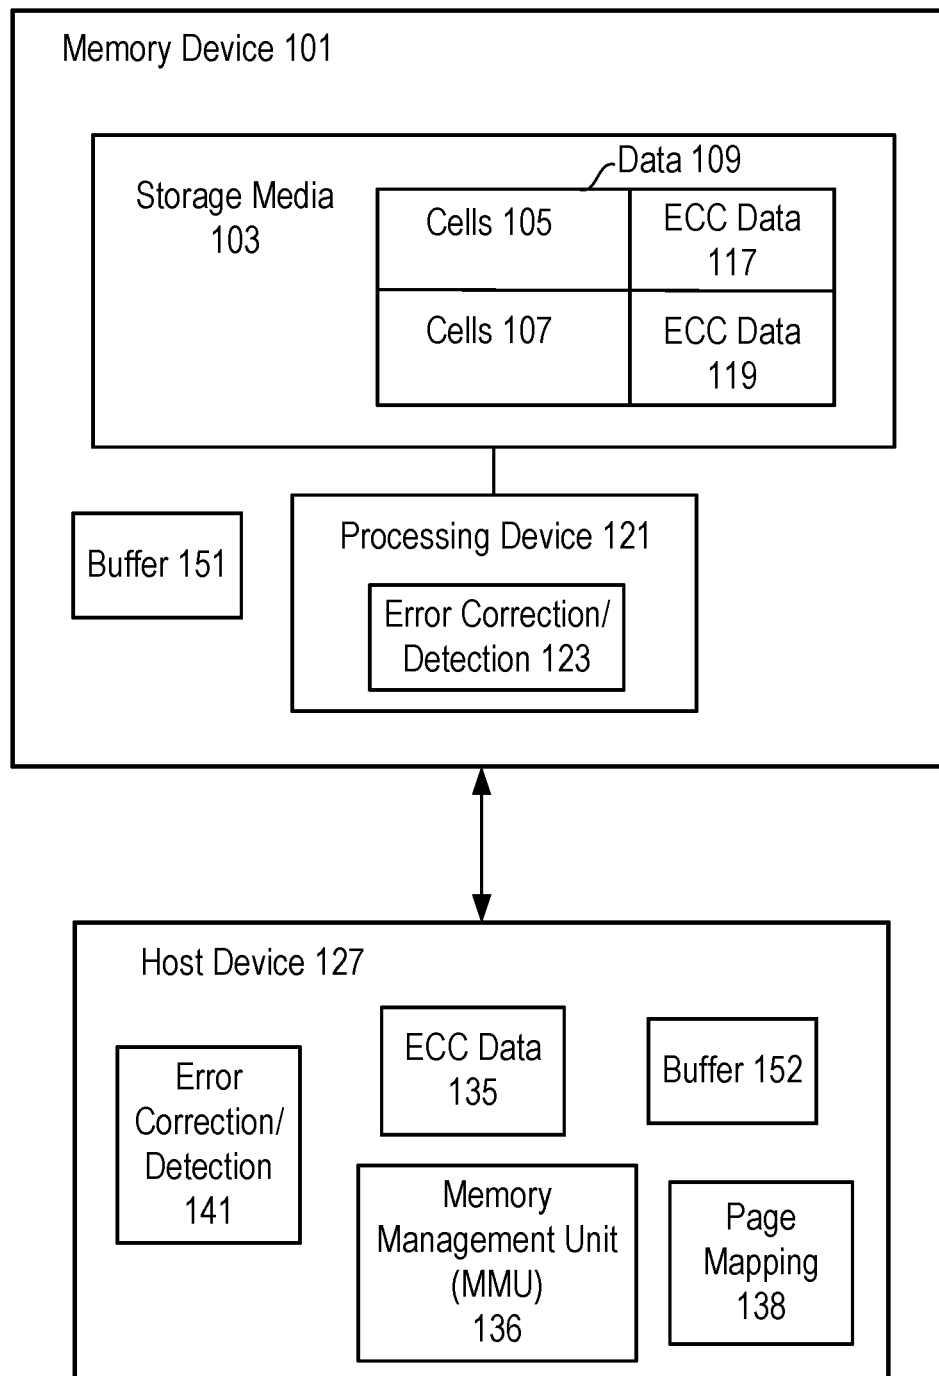 Memory Device 101
Data 109
Storage Media
103
Cells 105
ECC Data
117
Cells 107
ECC Data
119
Buffer 151
Processing Device 121
Error Correction/
Detection 123
Host Device 127
Error
Correction/
Detection
141
ECC Data
135
Buffer 152
Memory
Management Unit
(MMU)
136
Page
Mapping
138